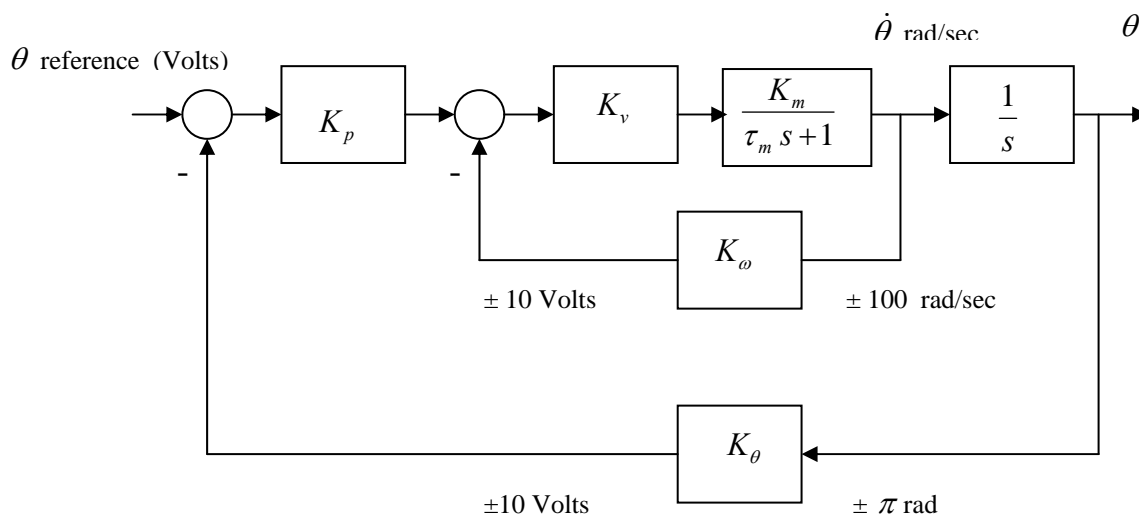 θ̇ rad/sec
θ
θ reference (Volts)
K_p
K_v
K_m
τ_m s + 1
1
s
-
-
K_ω
± 10 Volts
± 100 rad/sec
K_θ
±10 Volts
± π rad